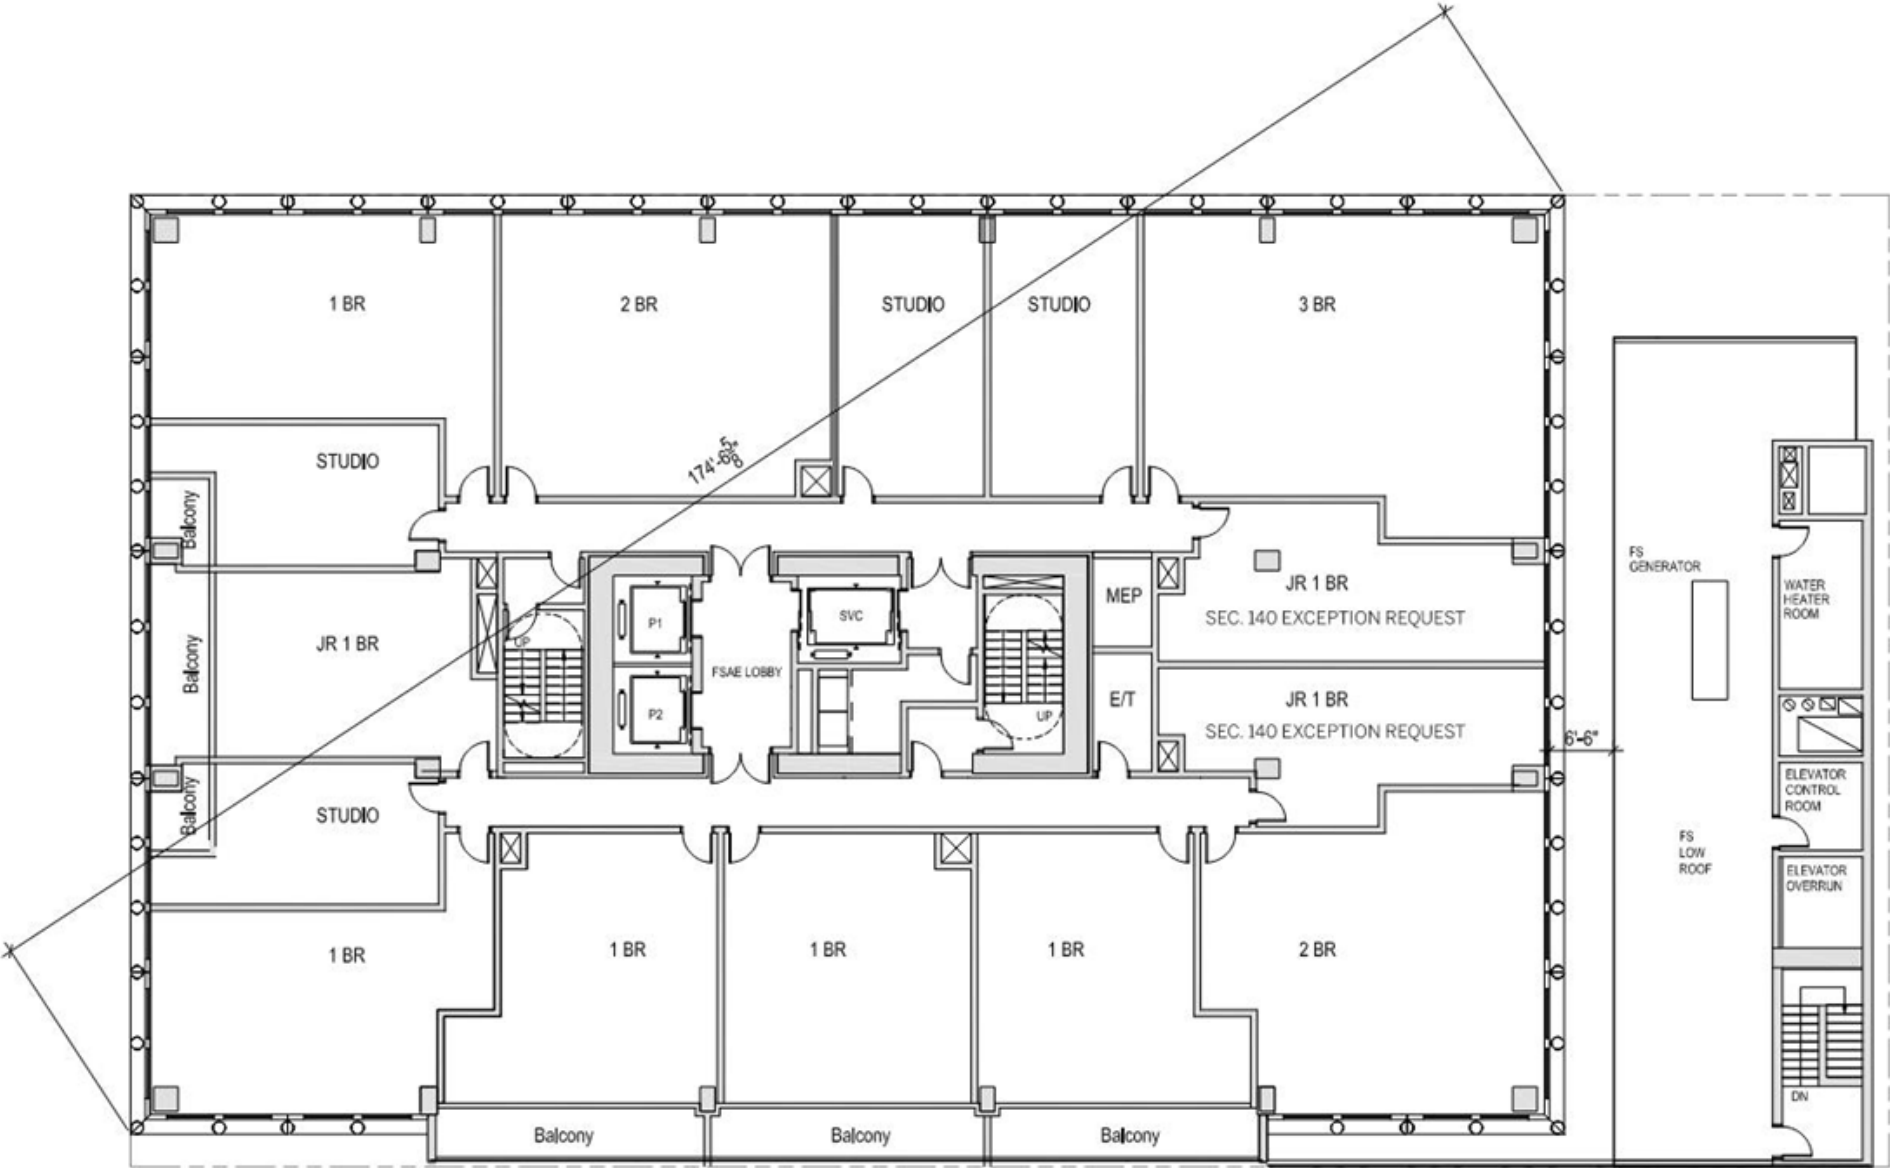 1 BR
2 BR
STUDIO
STUDIO
3 BR
STUDIO
174'-6 5/8"
Balcony
FS
GENERATOR
JR 1 BR
SEC. 140 EXCEPTION REQUEST
MEP
WATER
HEATER
ROOM
P1
SVC
UP
JR 1 BR
Balcony
FSAE LOBBY
E/T
JR 1 BR
SEC. 140 EXCEPTION REQUEST
P2
UP
6'-6"
ELEVATOR
CONTROL
ROOM
Balcony
STUDIO
FS
LOW
ROOF
ELEVATOR
OVERRUN
1 BR
1 BR
1 BR
1 BR
2 BR
DN
Balcony
Balcony
Balcony